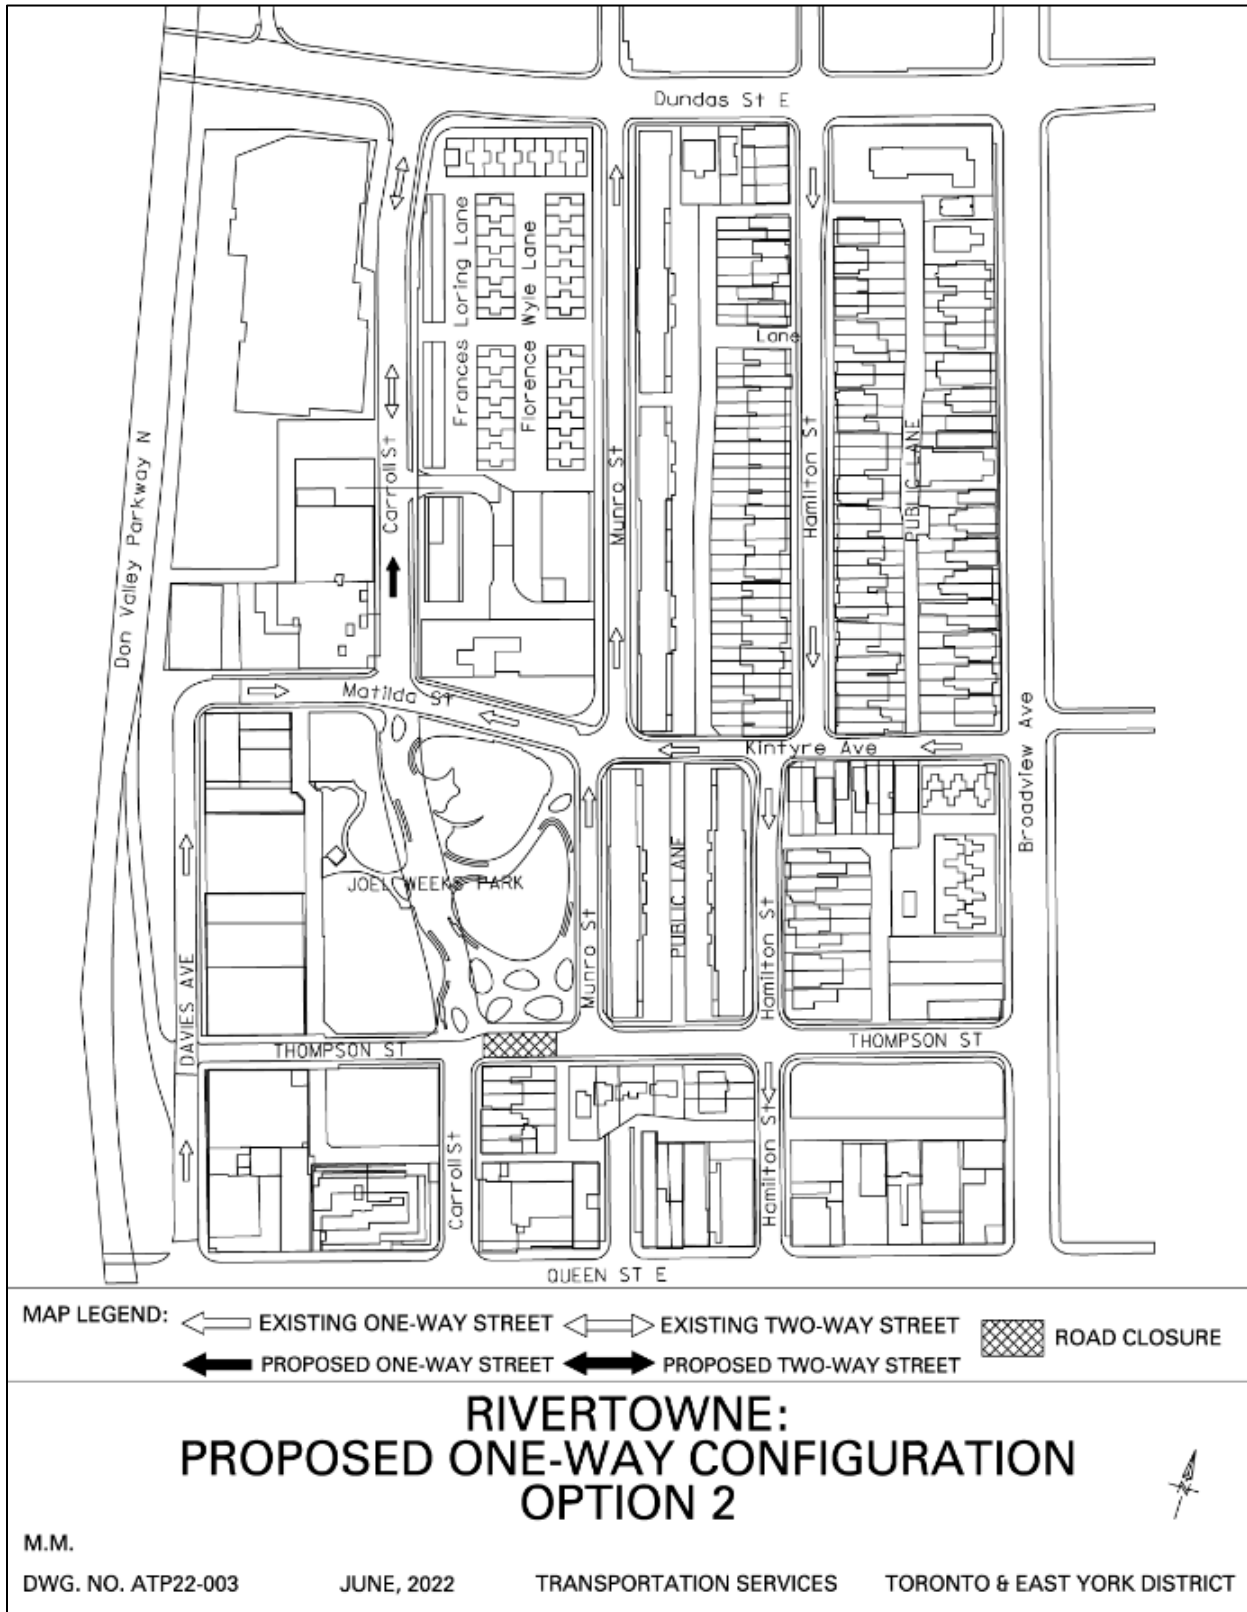 Dundas St E
Frances Loring Lane
Florence Wyle Lane
Lane
Carroll St
Munro St
Hamilton St
PUBLIC LANE
Don Valley Parkway N
Matilda St
Kintyre Ave
Broadview Ave
JOEL WEEKS PARK
PUBLIC LANE
Munro St
Hamilton St
DAVIES AVE
THOMPSON ST
THOMPSON ST
Carroll St
Hamilton St
QUEEN ST E
MAP LEGEND:
EXISTING ONE-WAY STREET
EXISTING TWO-WAY STREET
ROAD CLOSURE
PROPOSED ONE-WAY STREET
PROPOSED TWO-WAY STREET
RIVERTOWNE:
PROPOSED ONE-WAY CONFIGURATION
OPTION 2
N
M.M.
DWG. NO. ATP22-003
JUNE, 2022
TRANSPORTATION SERVICES
TORONTO & EAST YORK DISTRICT